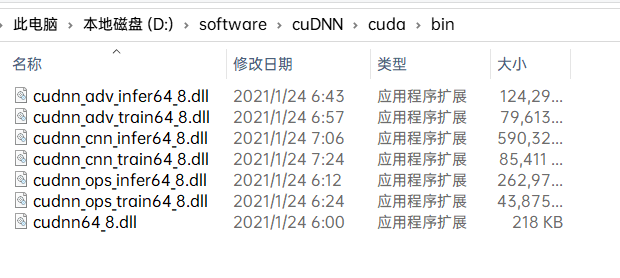 此电脑 > 本地磁盘 (D:) > software > cuDNN > cuda > bin
名称 修改日期 类型 大小
cudnn_adv_infer64_8.dll 2021/1/24 6:43 应用程序扩展 124,29...
cudnn_adv_train64_8.dll 2021/1/24 6:57 应用程序扩展 79,613...
cudnn_cnn_infer64_8.dll 2021/1/24 7:06 应用程序扩展 590,32...
cudnn_cnn_train64_8.dll 2021/1/24 7:24 应用程序扩展 85,411 ...
cudnn_ops_infer64_8.dll 2021/1/24 6:12 应用程序扩展 262,97...
cudnn_ops_train64_8.dll 2021/1/24 6:24 应用程序扩展 43,875...
cudnn64_8.dll 2021/1/24 6:00 应用程序扩展 218 KB